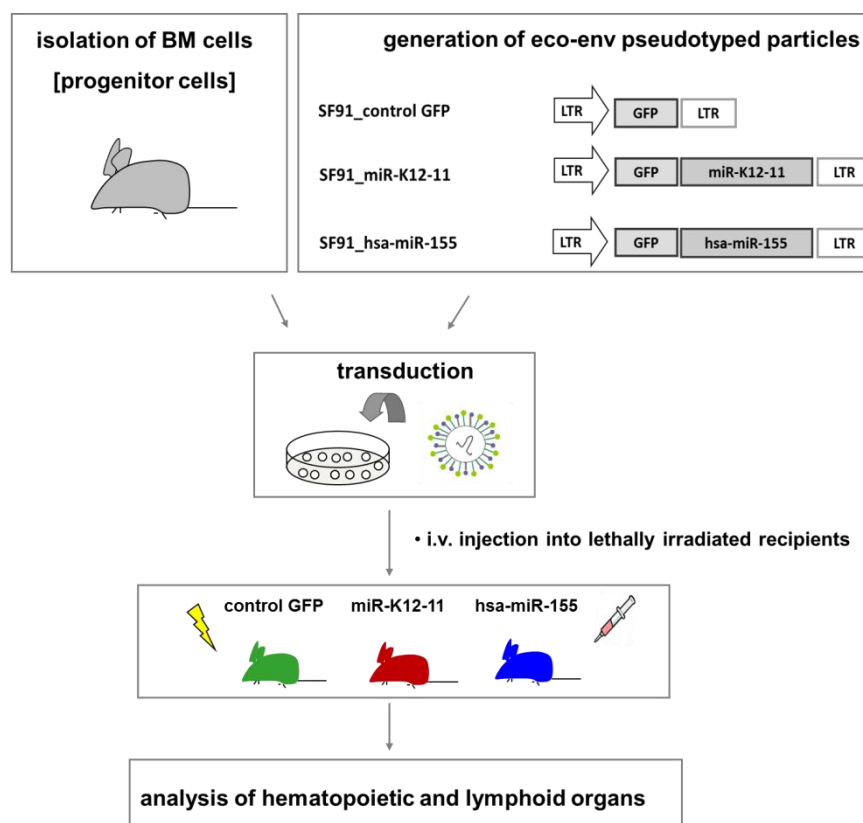 isolation of BM cells
[progenitor cells]
generation of eco-env pseudotyped particles
SF91_control GFP
LTR
GFP
LTR
SF91_miR-K12-11
LTR
GFP
miR-K12-11
LTR
SF91_hsa-miR-155
LTR
GFP
hsa-miR-155
LTR
transduction
• i.v. injection into lethally irradiated recipients
control GFP
miR-K12-11
hsa-miR-155
analysis of hematopoietic and lymphoid organs